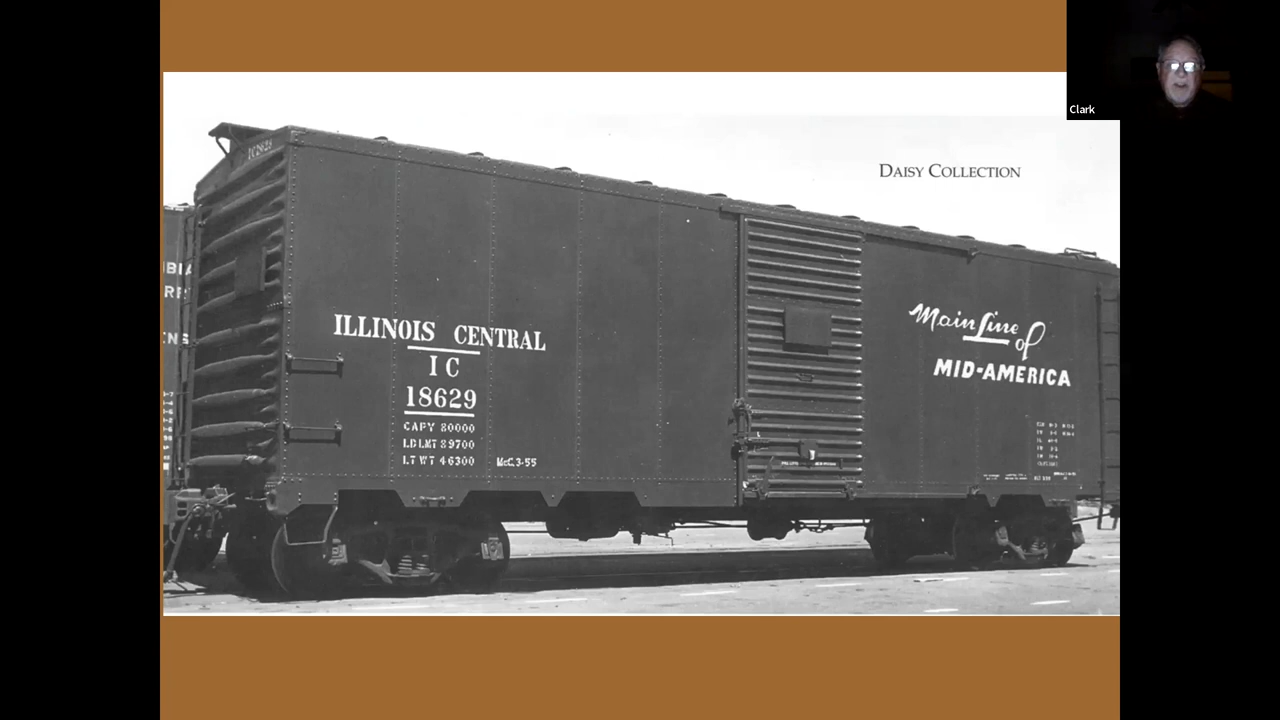 Clark
DAISY COLLECTION
ILLINOIS CENTRAL
IC
18629
CAPY 80000
LD LMT 89700
LT WT 46300 McC.3-55
Main Line
of
MID-AMERICA